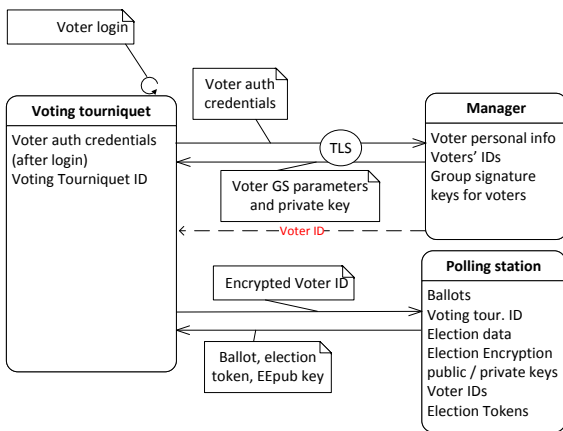 Voter login
Voting tourniquet
Voter auth credentials
(after login)
Voting Tourniquet ID
Voter auth
credentials
TLS
Voter GS parameters
and private key
Voter ID
Manager
Voter personal info
Voters’ IDs
Group signature
keys for voters
Encrypted Voter ID
Ballot, election
token, EEpub key
Polling station
Ballots
Voting tour. ID
Election data
Election Encryption
public / private keys
Voter IDs
Election Tokens